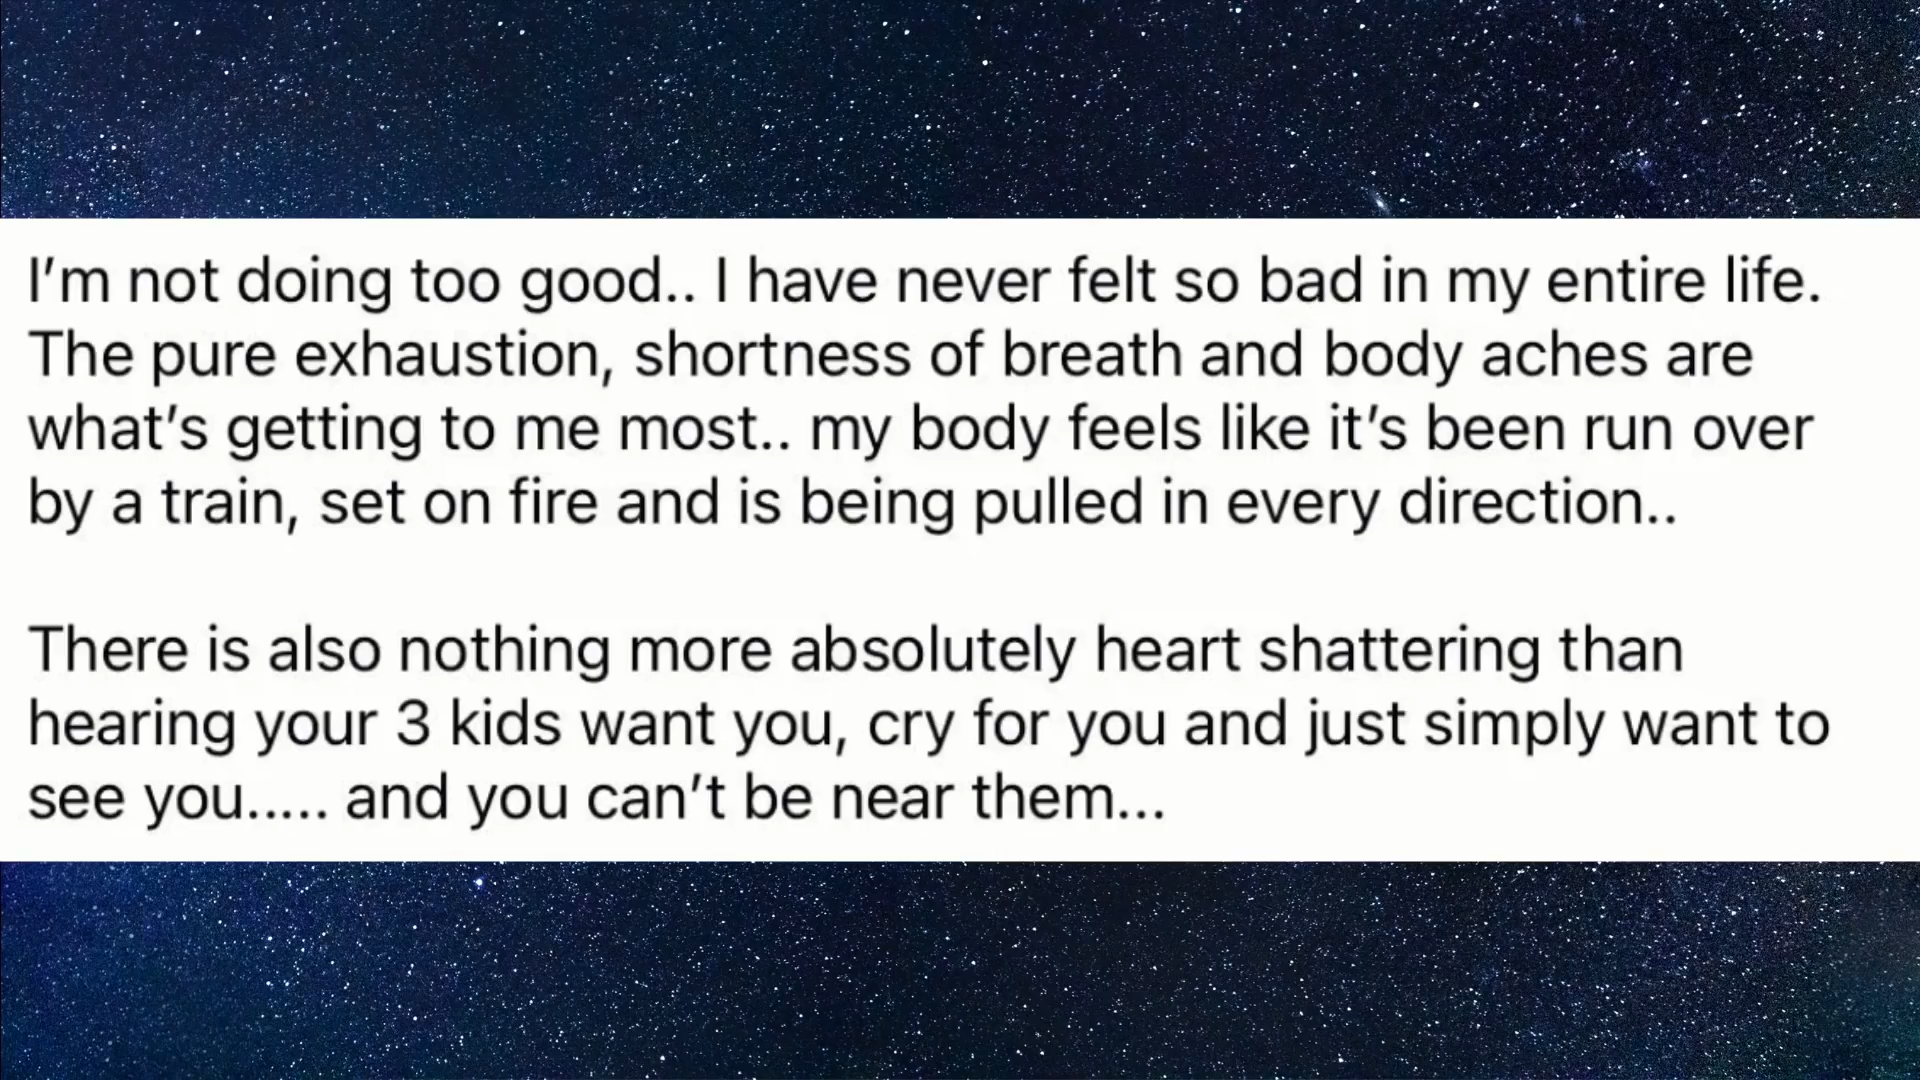 I’m not doing too good.. I have never felt so bad in my entire life.
The pure exhaustion, shortness of breath and body aches are
what’s getting to me most.. my body feels like it’s been run over
by a train, set on fire and is being pulled in every direction..
There is also nothing more absolutely heart shattering than
hearing your 3 kids want you, cry for you and just simply want to
see you..... and you can’t be near them...